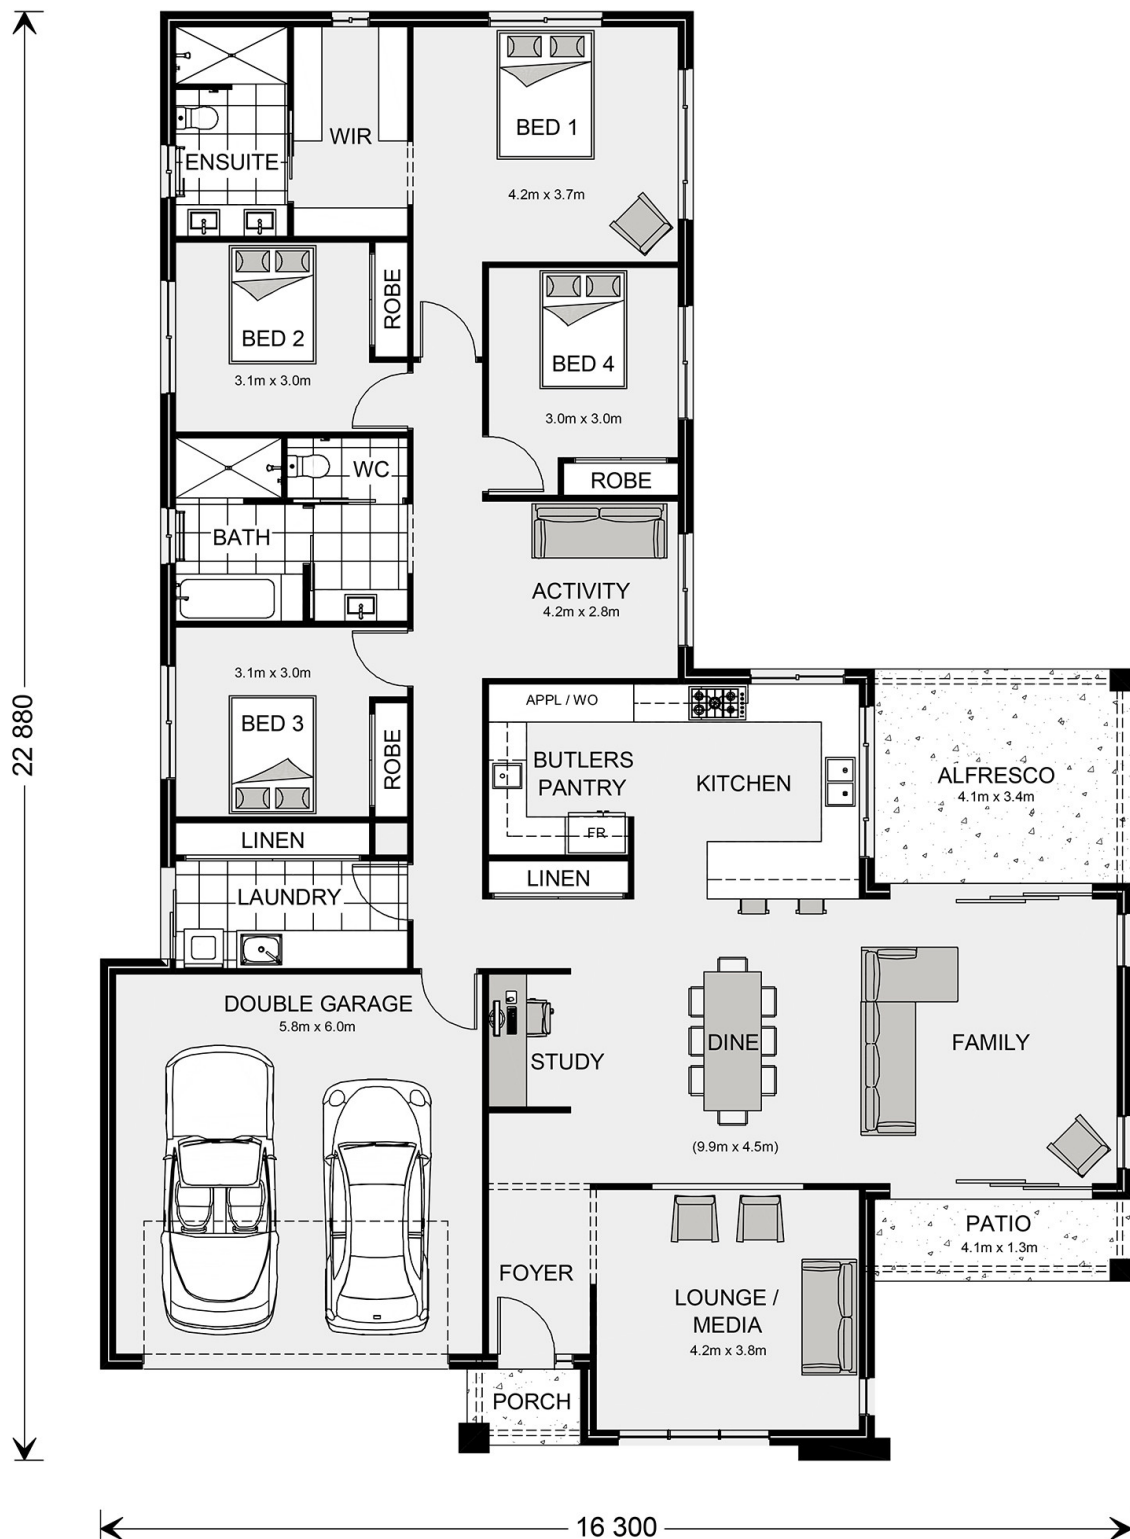 BED 1
WIR
ENSUITE
4.2m x 3.7m
ROBE
BED 2
BED 4
3.1m x 3.0m
3.0m x 3.0m
WC
ROBE
BATH
ACTIVITY
4.2m x 2.8m
3.1m x 3.0m
APPL / WO
BED 3
22 880
ROBE
BUTLERS
PANTRY
KITCHEN
ALFRESCO
4.1m x 3.4m
FR
LINEN
LINEN
LAUNDRY
DOUBLE GARAGE
5.8m x 6.0m
DINE
FAMILY
STUDY
(9.9m x 4.5m)
PATIO
4.1m x 1.3m
FOYER
LOUNGE /
MEDIA
4.2m x 3.8m
PORCH
16 300